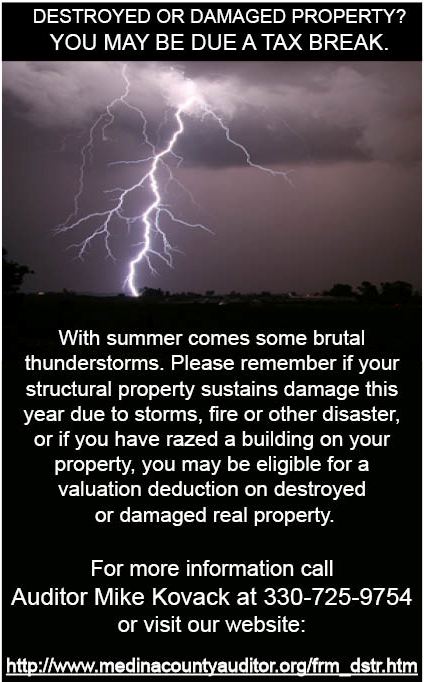 DESTROYED OR DAMAGED PROPERTY?
YOU MAY BE DUE A TAX BREAK.
With summer comes some brutal
thunderstorms. Please remember if your
structural property sustains damage this
year due to storms, fire or other disaster,
or if you have razed a building on your
property, you may be eligible for a
valuation deduction on destroyed
or damaged real property.
For more information call
Auditor Mike Kovack at 330-725-9754
or visit our website:
http://www.medinacountyauditor.org/frm_dstr.htm